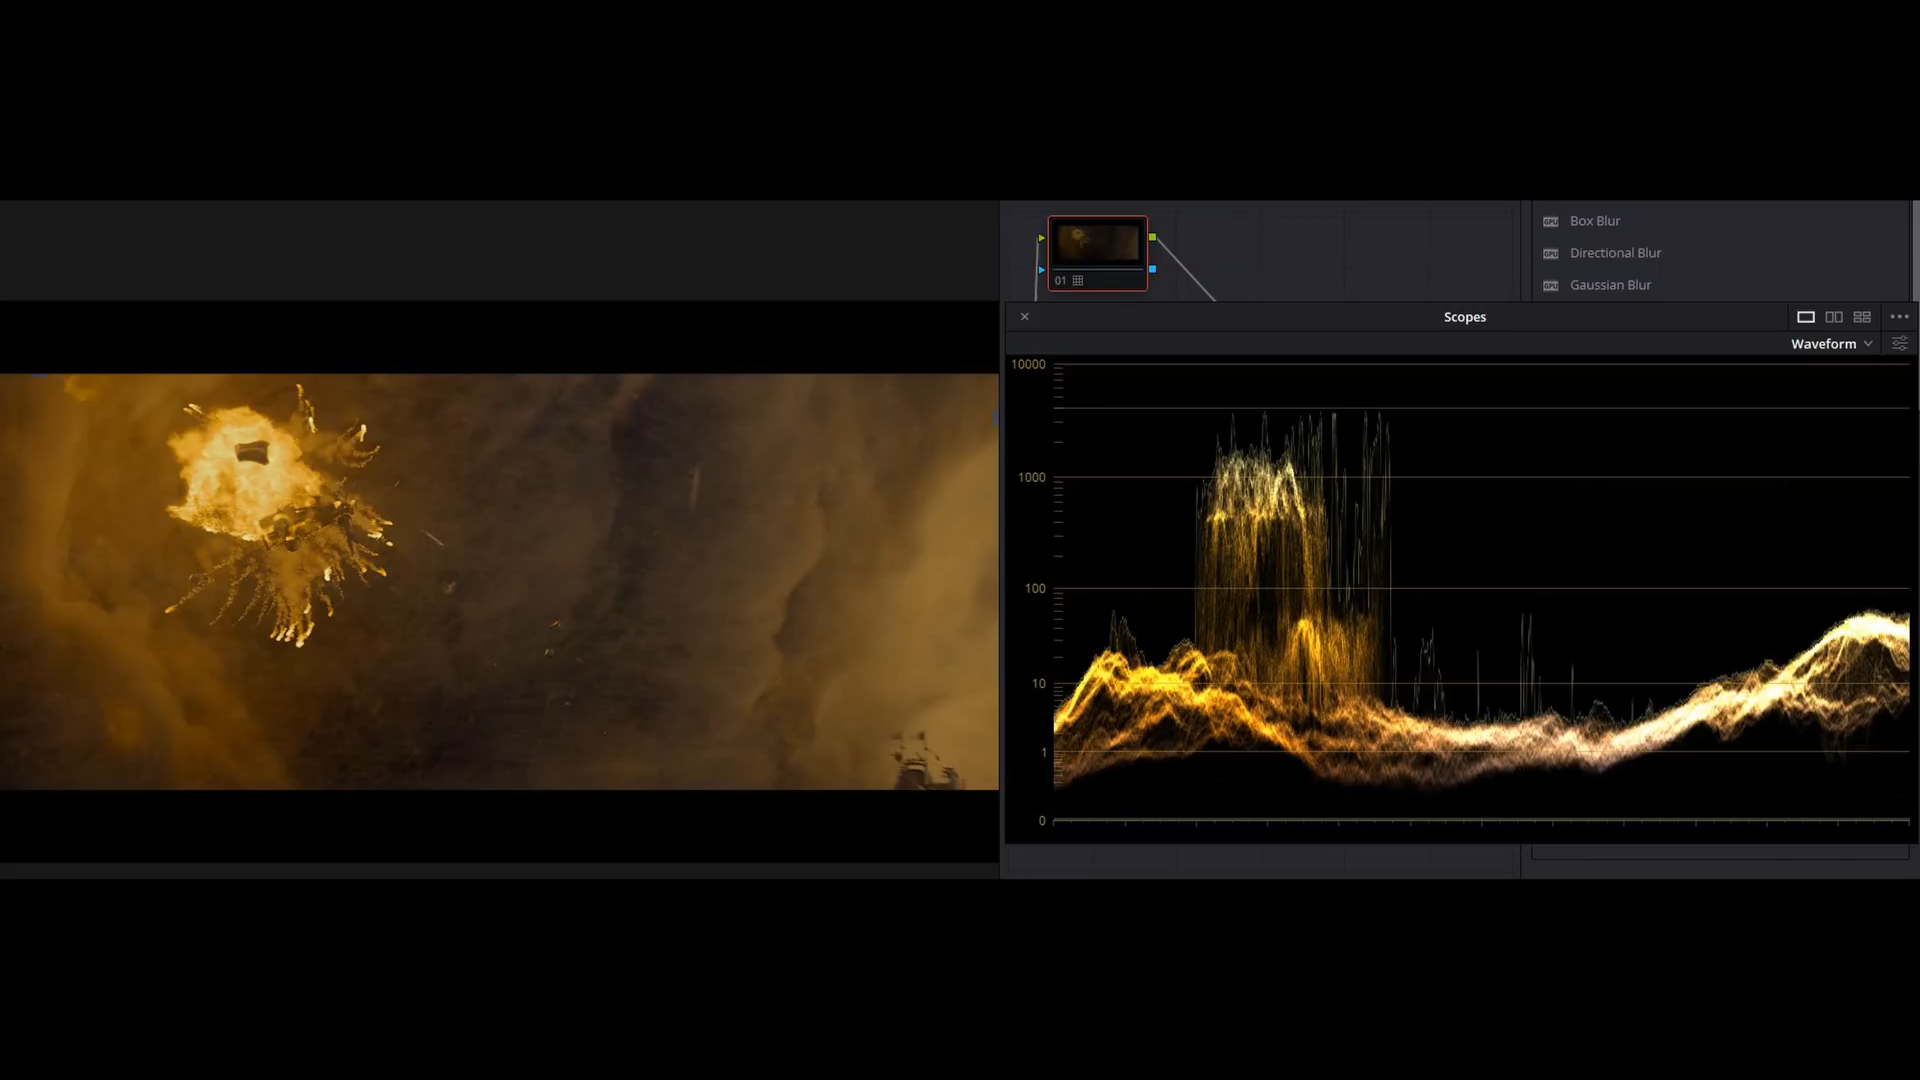 Box Blur
Directional Blur
Gaussian Blur
01
Scopes
Waveform
10000
1000
100
10
1
0